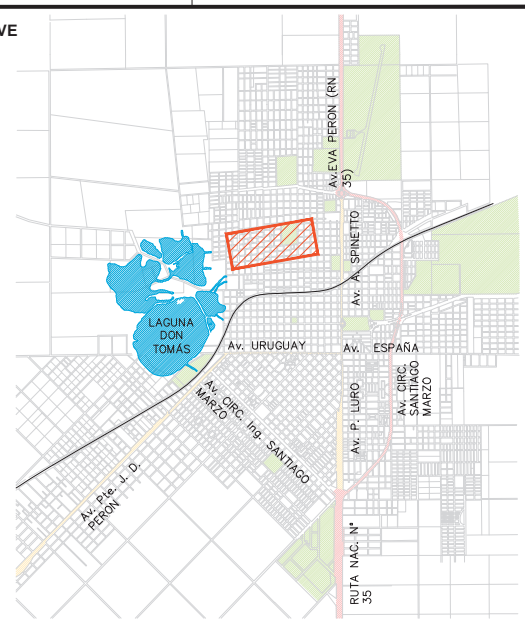 VE
Av.EVA PERON (RN
35)
Av. A. SPINETTO
LAGUNA
DON
TOMÁS
Av. URUGUAY
Av. ESPAÑA
Av. CIRC. Ing. SANTIAGO
MARZO
Av. P. LURO
Av. CIRC.
SANTIAGO
MARZO
Av. Pte. J. D.
PERON
RUTA NAC. Nº
35